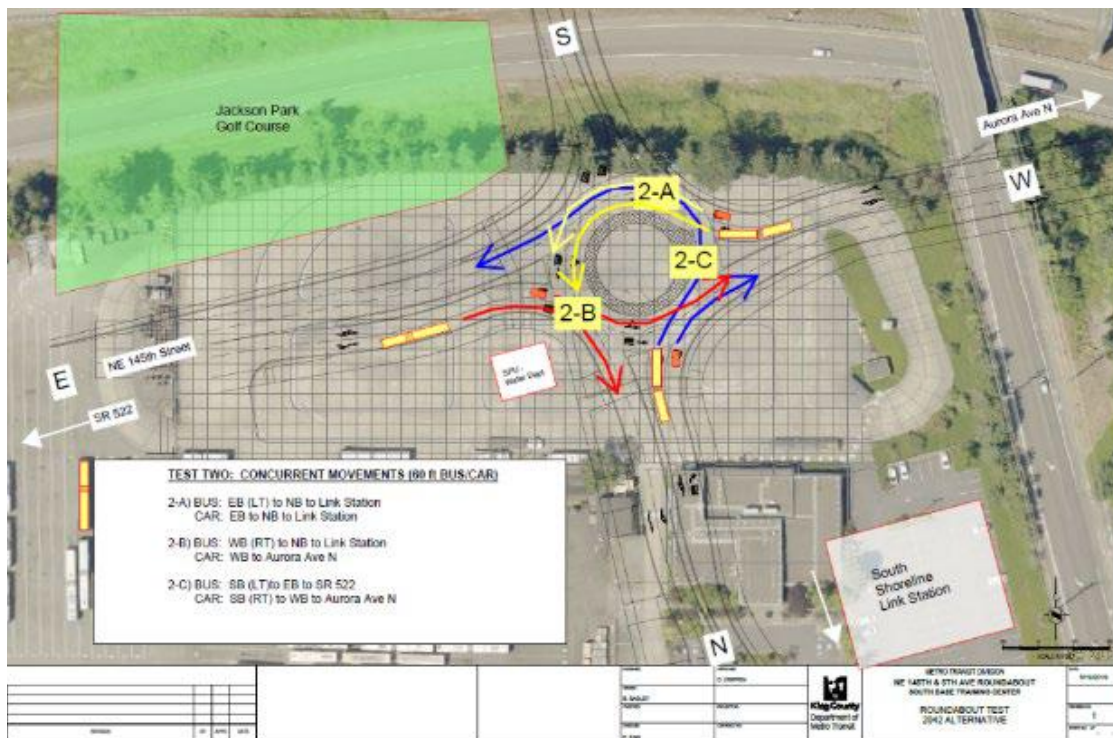 S
Jackson Park
Golf Course
Aurora Ave N
W
2-A
2-C
2-B
NE 145th Street
E
SR 522
TEST TWO: CONCURRENT MOVEMENTS (60 ft BUS/CAR)
2-A) BUS: EB (LT) to NB to Link Station
CAR: EB to NB to Link Station
2-B) BUS: WB (RT) to NB to Link Station
CAR: WB to Aurora Ave N
2-C) BUS: SB (LT)to EB to SR 522
CAR: SB (RT) to WB to Aurora Ave N
South
Shoreline
Link Station
N
King County
Department of
Metro Transit
METRO TRANSIT DIVISION
NE 145TH & 5TH AVE ROUNDABOUT
SOUTH BASE TRAINING CENTER
ROUNDABOUT TEST
2042 ALTERNATIVE
1